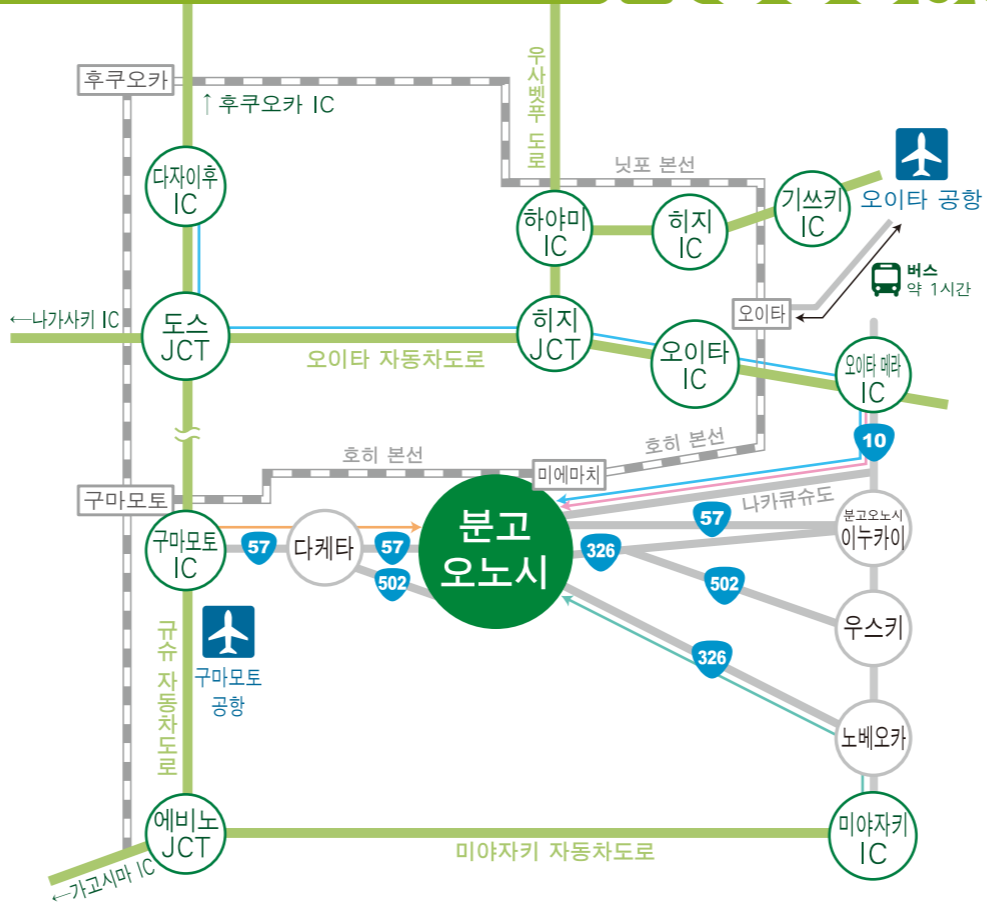 후쿠오카
↑ 후쿠오카 IC
우사벳푸 도로
다자이후
IC
닛포 본선
하야미
IC
히지
IC
기쓰키
IC
오이타 공항
버스
약 1시간
←나가사키 IC
도스
JCT
오이타 자동차도로
히지
JCT
오이타
오이타
IC
오이타 메라
IC
10
호히 본선
호히 본선
미에마치
구마모토
나카큐슈도
구마모토
IC
57
다케타
57
502
분고
오노시
326
57
분고오노시
이누카이
502
우스키
326
노베오카
구마모토
공항
규슈 자동차도로
에비노
JCT
미야자키 자동차도로
미야자키
IC
←가고시마 IC